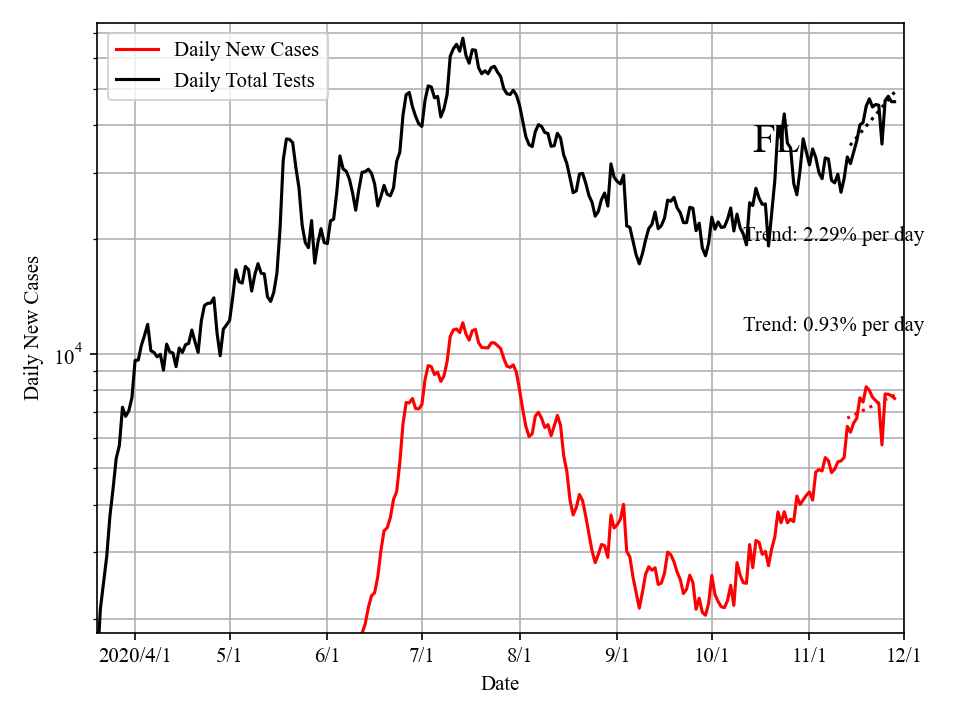 Daily New Cases
Daily Total Tests
FL
Trend: 2.29% per day
Trend: 0.93% per day
Daily New Cases
10^4
2020/4/1 5/1 6/1 7/1 8/1 9/1 10/1 11/1 12/1
Date